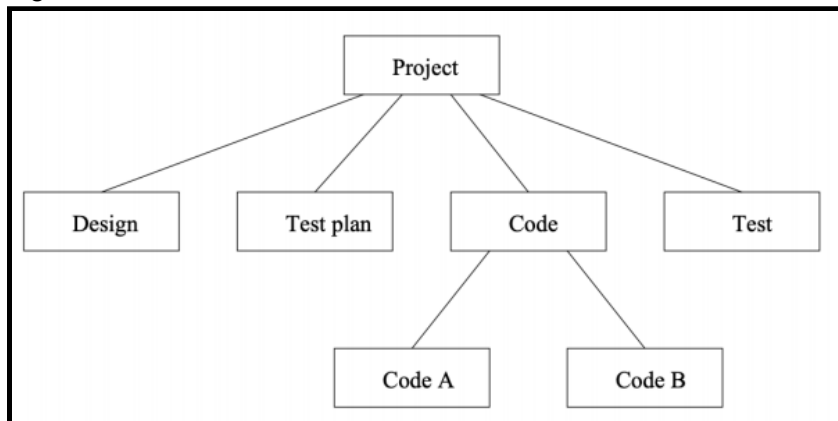 Project
Design
Test plan
Code
Test
Code A
Code B